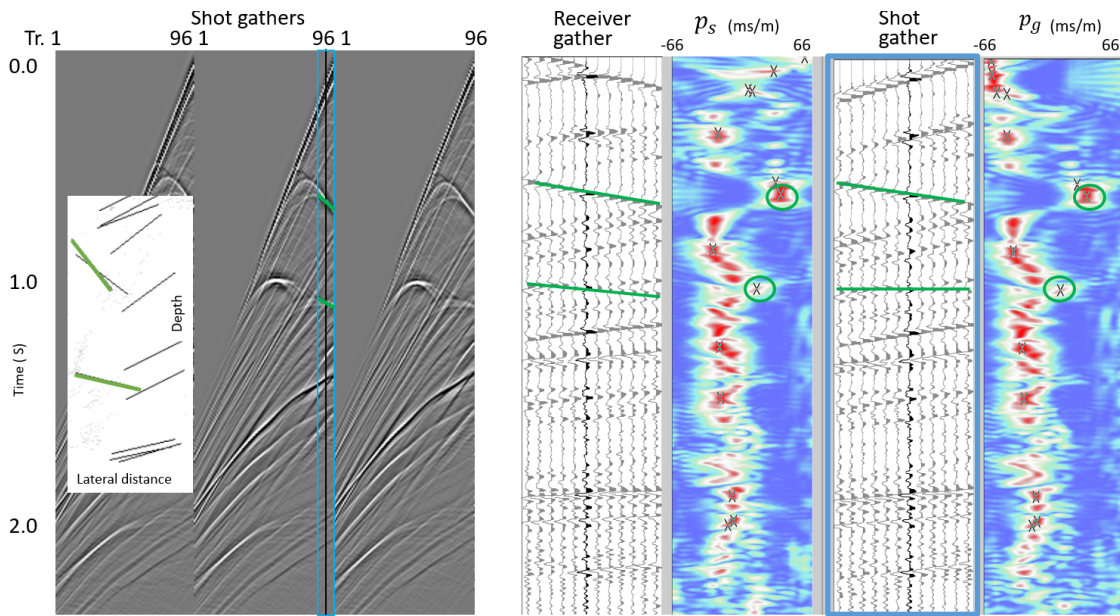 Shot gathers
Tr. 1 96 1 96 1 96
0.0
1.0
2.0
Time ( S)
Depth
Lateral distance
Receiver
gather
pₛ (ms/m)
-66 66
Shot
gather
p_g (ms/m)
-66 66